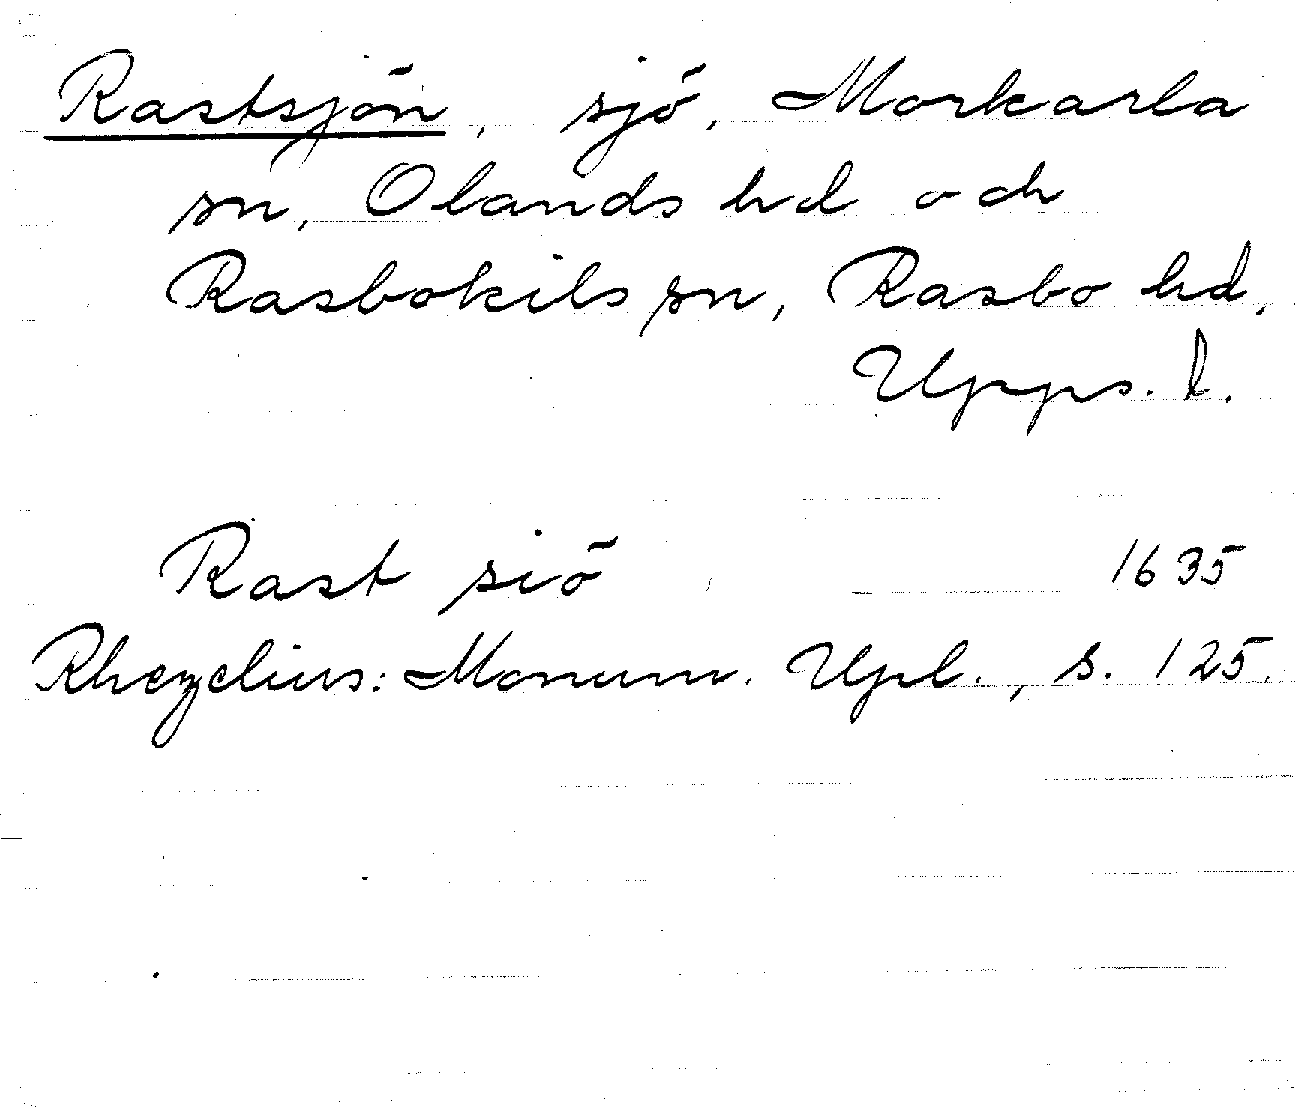 Rastsjön, sjö, Morkarla
sn, Olands hd och
Rasbokils sn, Rasbo hd,
Upps. l.
Rast siö 1635
Rhezelius: Monum. Upl., s. 125.